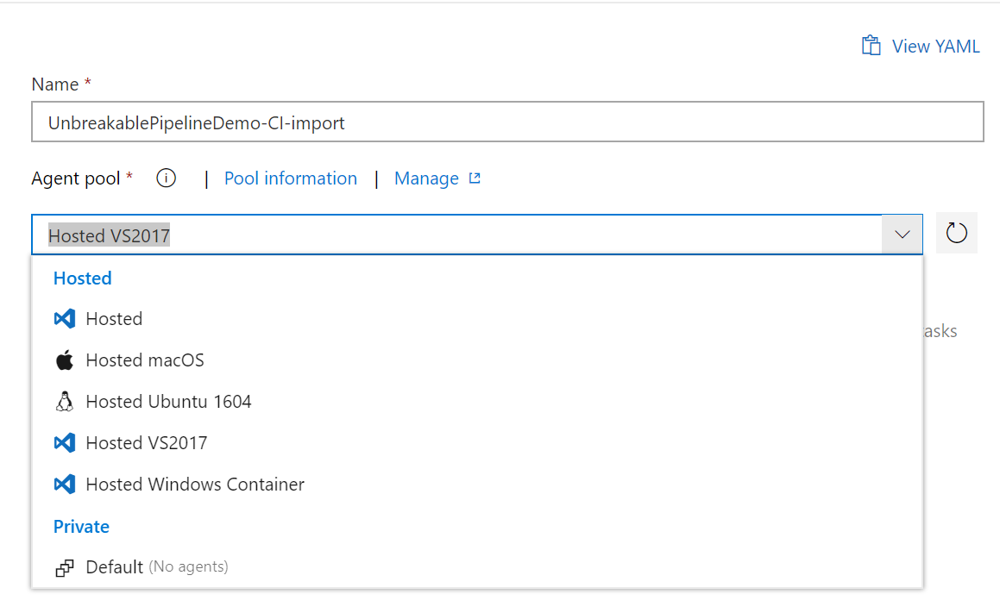 View YAML
Name *
UnbreakablePipelineDemo-CI-import
Agent pool * | Pool information | Manage
Hosted VS2017
Hosted
Hosted
asks
Hosted macOS
Hosted Ubuntu 1604
Hosted VS2017
Hosted Windows Container
Private
Default (No agents)